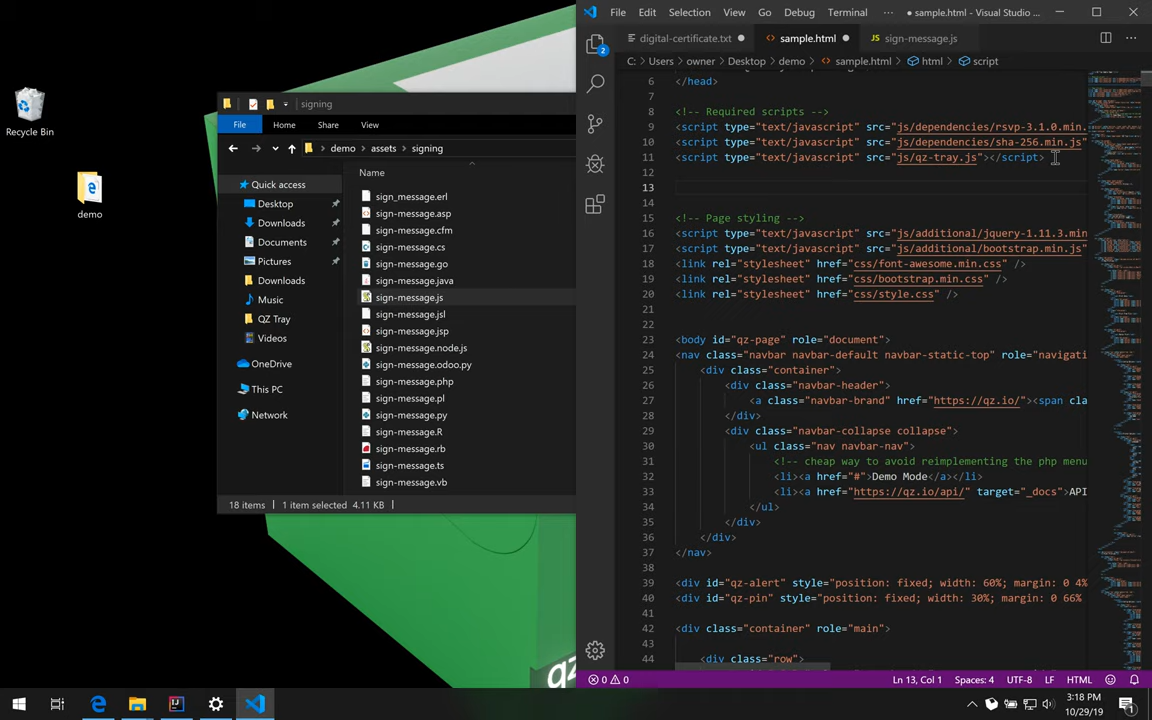 Recycle Bin
demo
signing
File Home Share View
demo assets signing
Name
Quick access
Desktop
Downloads
Documents
Pictures
Downloads
Music
QZ Tray
Videos
OneDrive
This PC
Network
sign_message.erl
sign-message.asp
sign-message.cfm
sign-message.cs
sign-message.go
sign-message.java
sign-message.js
sign-message.jsl
sign-message.jsp
sign-message.node.js
sign-message.odoo.py
sign-message.php
sign-message.pl
sign-message.py
sign-message.R
sign-message.rb
sign-message.ts
sign-message.vb
18 items 1 item selected 4.11 KB
qz
File Edit Selection View Go Debug Terminal ··· ● sample.html - Visual Studio ...
digital-certificate.txt ● <> sample.html ● JS sign-message.js
C: > Users > owner > Desktop > demo > <> sample.html > html > script
2
6 </head>
7
8 <!-- Required scripts -->
9 <script type="text/javascript" src="js/dependencies/rsvp-3.1.0.min.
10 <script type="text/javascript" src="js/dependencies/sha-256.min.js"
11 <script type="text/javascript" src="js/qz-tray.js"></script>
12
13
14
15 <!-- Page styling -->
16 <script type="text/javascript" src="js/additional/jquery-1.11.3.min
17 <script type="text/javascript" src="js/additional/bootstrap.min.js"
18 <link rel="stylesheet" href="css/font-awesome.min.css" />
19 <link rel="stylesheet" href="css/bootstrap.min.css" />
20 <link rel="stylesheet" href="css/style.css" />
21
22
23 <body id="qz-page" role="document">
24 <nav class="navbar navbar-default navbar-static-top" role="navigati
25 <div class="container">
26 <div class="navbar-header">
27 <a class="navbar-brand" href="https://qz.io/"><span cla
28 </div>
29 <div class="navbar-collapse collapse">
30 <ul class="nav navbar-nav">
31 <!-- cheap way to avoid reimplementing the php menu
32 <li><a href="#">Demo Mode</a></li>
33 <li><a href="https://qz.io/api/" target="_docs">API
34 </ul>
35 </div>
36 </div>
37 </nav>
38
39 <div id="qz-alert" style="position: fixed; width: 60%; margin: 0 4%
40 <div id="qz-pin" style="position: fixed; width: 30%; margin: 0 66%
41
42 <div class="container" role="main">
43
44 <div class="row">
0 0 Ln 13, Col 1 Spaces: 4 UTF-8 LF HTML
3:18 PM
10/29/19
1